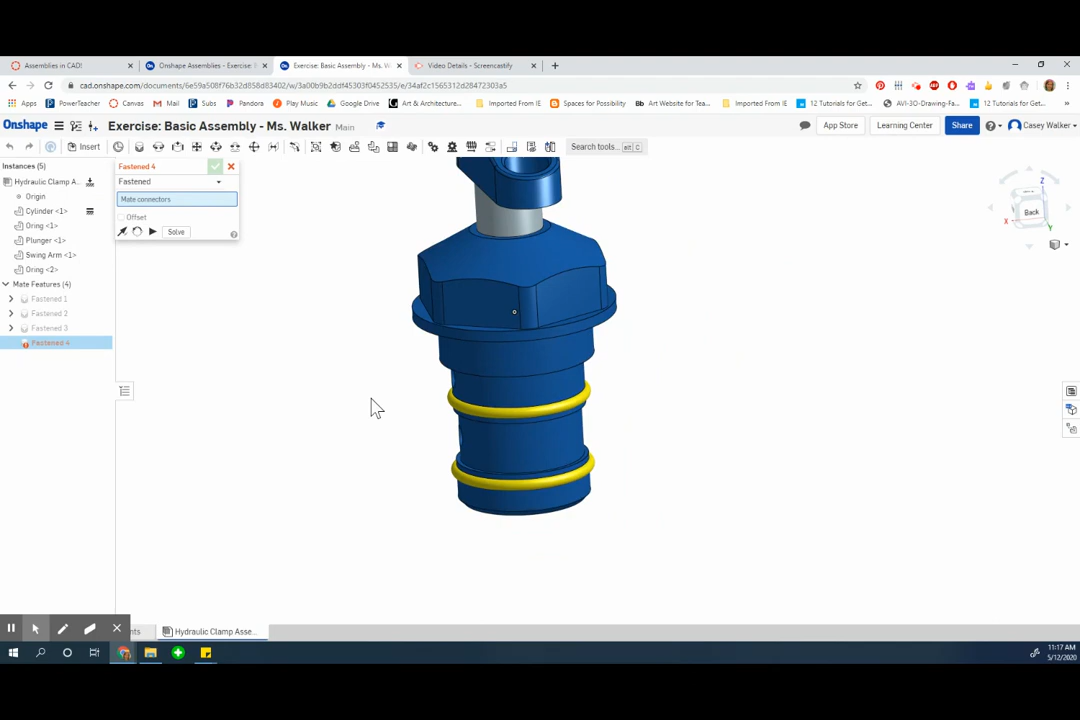 Assemblies in CAD!
Onshape Assemblies - Exercise:
Exercise: Basic Assembly - Ms. W
Video Details - Screencastify
cad.onshape.com/documents/6e59a508f76b32d858d83402/w/3a00b9b2ddf45303f0452535/e/34af2c1565312d28472303a5
Apps
PowerTeacher
Canvas
Mail
Subs
Pandora
Play Music
Google Drive
Art & Architecture...
Imported From IE
Spaces for Possibility
Art Website for Tea...
Imported From IE
12 Tutorials for Get...
AVI-3D-Drawing-Fa...
12 Tutorials for Get...
Onshape
Exercise: Basic Assembly - Ms. Walker
Main
App Store
Learning Center
Share
Casey Walker
Insert
Search tools...
alt C
Instances (5)
Hydraulic Clamp A...
Origin
Cylinder <1>
Oring <1>
Plunger <1>
Swing Arm <1>
Oring <2>
Mate Features (4)
Fastened 1
Fastened 2
Fastened 3
Fastened 4
Fastened 4
Fastened
Mate connectors
Offset
Solve
Z
Back
X
Y
nts
Hydraulic Clamp Asse...
11:17 AM
5/12/2020